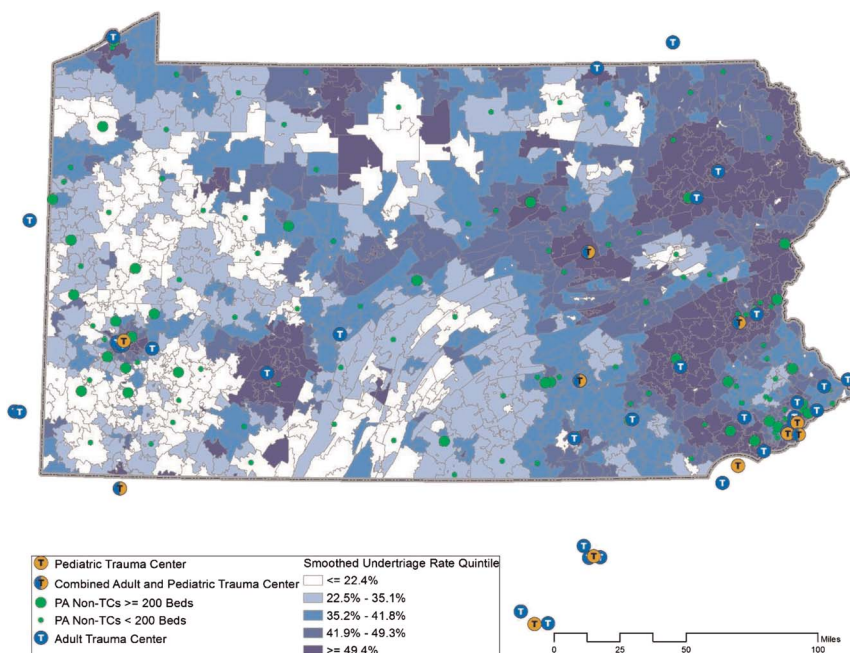 Pediatric Trauma Center
Combined Adult and Pediatric Trauma Center
PA Non-TCs >= 200 Beds
PA Non-TCs < 200 Beds
Adult Trauma Center
Smoothed Undertriage Rate Quintile
<= 22.4%
22.5% - 35.1%
35.2% - 41.8%
41.9% - 49.3%
>= 49.4%
Miles
0 12.5 25 50 100